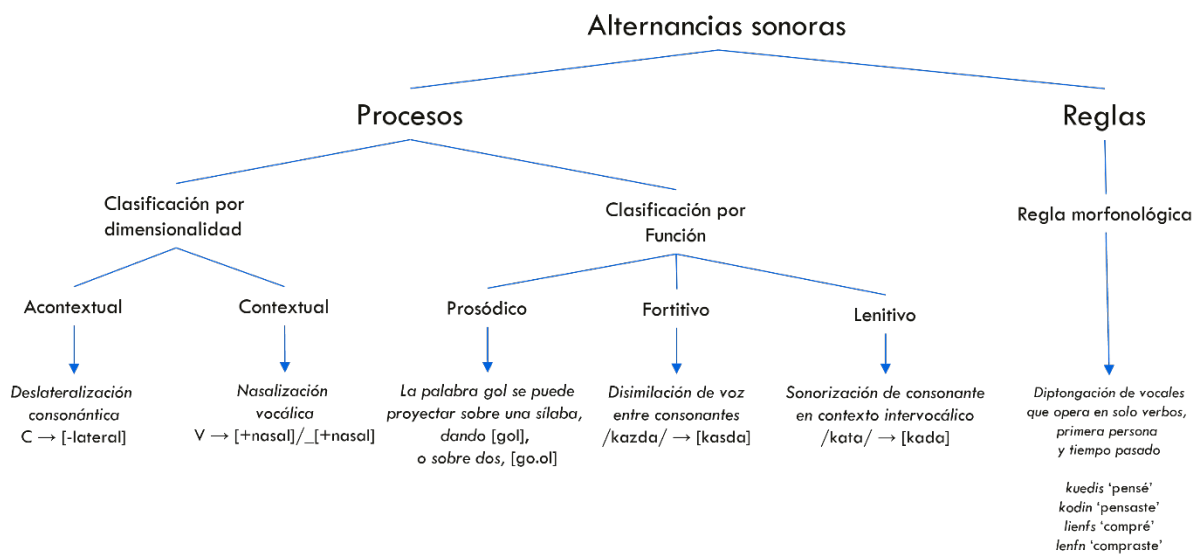 Alternancias sonoras
Procesos
Reglas
Clasificación por
dimensionalidad
Clasificación por
Función
Regla morfonológica
Acontextual
Contextual
Prosódico
Fortitivo
Lenitivo
Deslateralización
consonántica
C → [-lateral]
Nasalización
vocálica
V → [+nasal]/_[+nasal]
La palabra gol se puede
proyectar sobre una sílaba,
dando [gol],
o sobre dos, [go.ol]
Disimilación de voz
entre consonantes
/kazda/ → [kasda]
Sonorización de consonante
en contexto intervocálico
/kata/ → [kada]
Diptongación de vocales
que opera en solo verbos,
primera persona
y tiempo pasado
kuedis ‘pensé’
kodin ‘pensaste’
lienfs ‘compré’
lenfn ‘compraste’